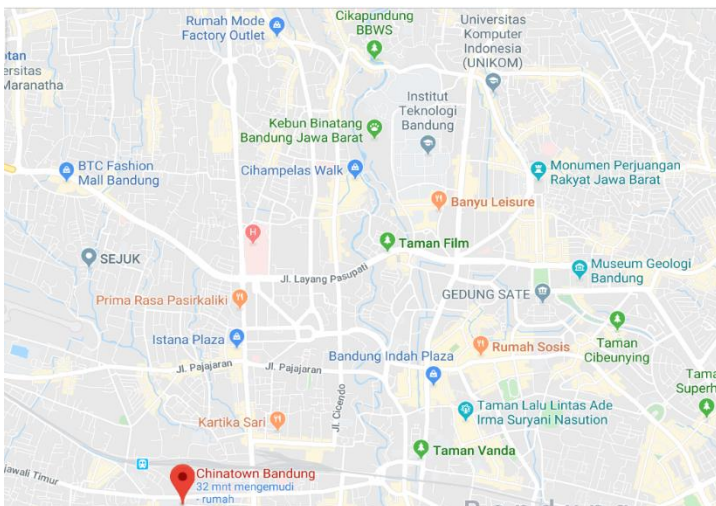 Rumah Mode
Factory Outlet
Cikapundung
BBWS
Universitas
Komputer
Indonesia
(UNIKOM)
Maranatha
Institut
Teknologi
Bandung
Kebun Binatang
Bandung Jawa Barat
BTC Fashion
Mall Bandung
Cihampelas Walk
Monumen Perjuangan
Rakyat Jawa Barat
Banyu Leisure
H
Taman Film
SEJUK
Jl. Layang Pasupati
Museum Geologi
Bandung
Prima Rasa Pasirkaliki
GEDUNG SATE
Istana Plaza
Rumah Sosis
Taman
Cibeunying
Bandung Indah Plaza
Jl. Pajajaran
Jl. Pajajaran
Jl. Cicendo
Taman Lalu Lintas Ade
Irma Suryani Nasution
Kartika Sari
Taman Vanda
jawali Timur
Chinatown Bandung
32 mnt mengemudi
- rumah